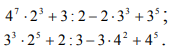 4⁷ · 2³ + 3 : 2 − 2 · 3³ + 3⁵ ;
3³ · 2⁵ + 2 : 3 − 3 · 4² + 4⁵ .